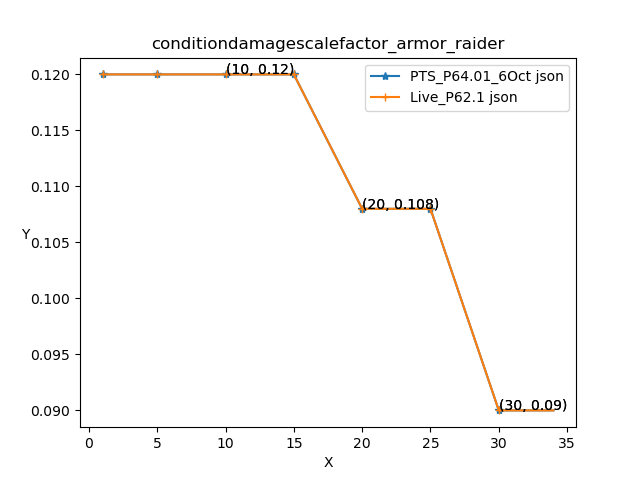 conditiondamagescalefactor_armor_raider
PTS_P64.01_6Oct json
Live_P62.1 json
(10, 0.12)
(20, 0.108)
(30, 0.09)
Y
0.120
0.115
0.110
0.105
0.100
0.095
0.090
0 5 10 15 20 25 30 35
X